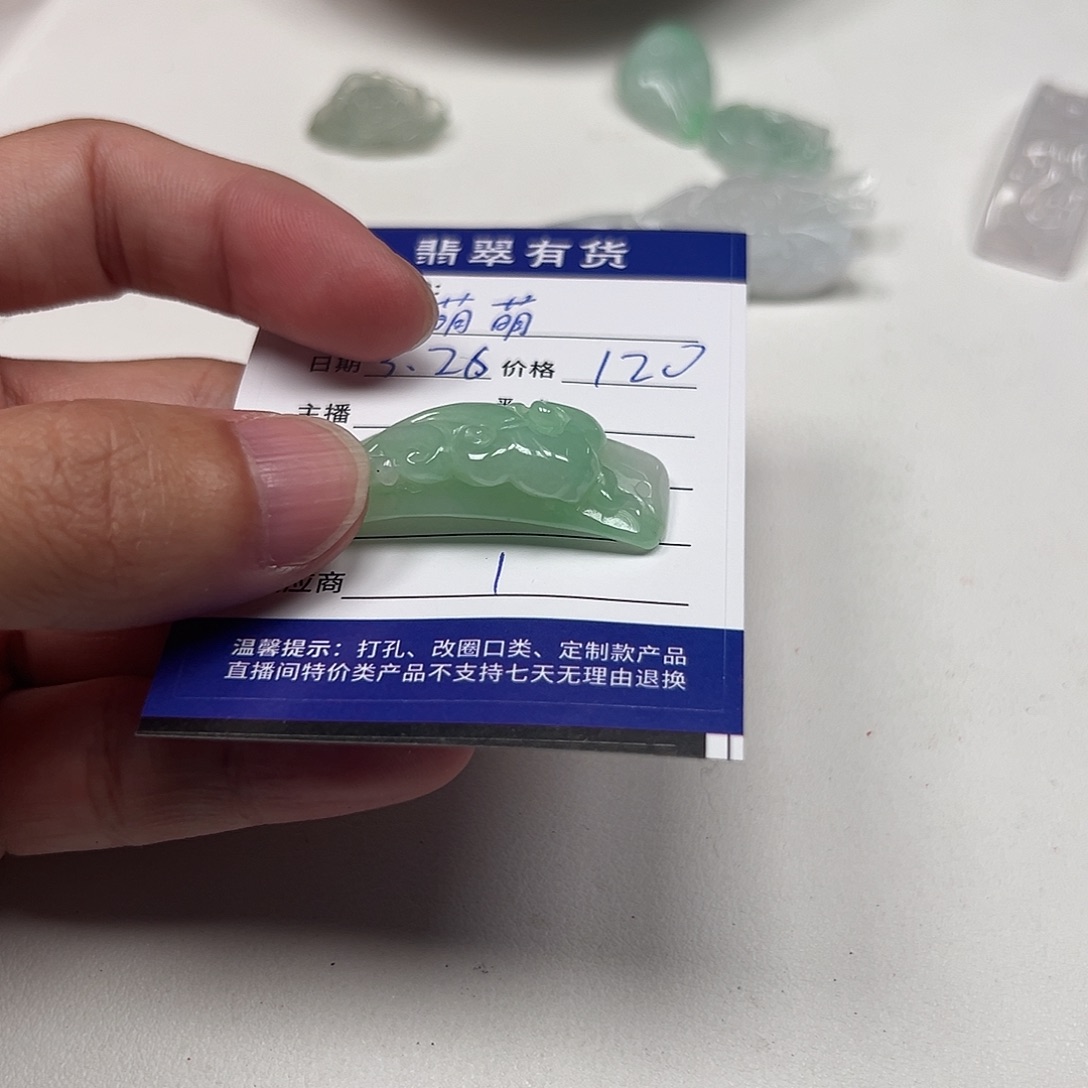 翡翠有货
萌萌
日期 3.26 价格 120
主播
应商 1
温馨提示：打孔、改圈口类、定制款产品
直播间特价类产品不支持七天无理由退换